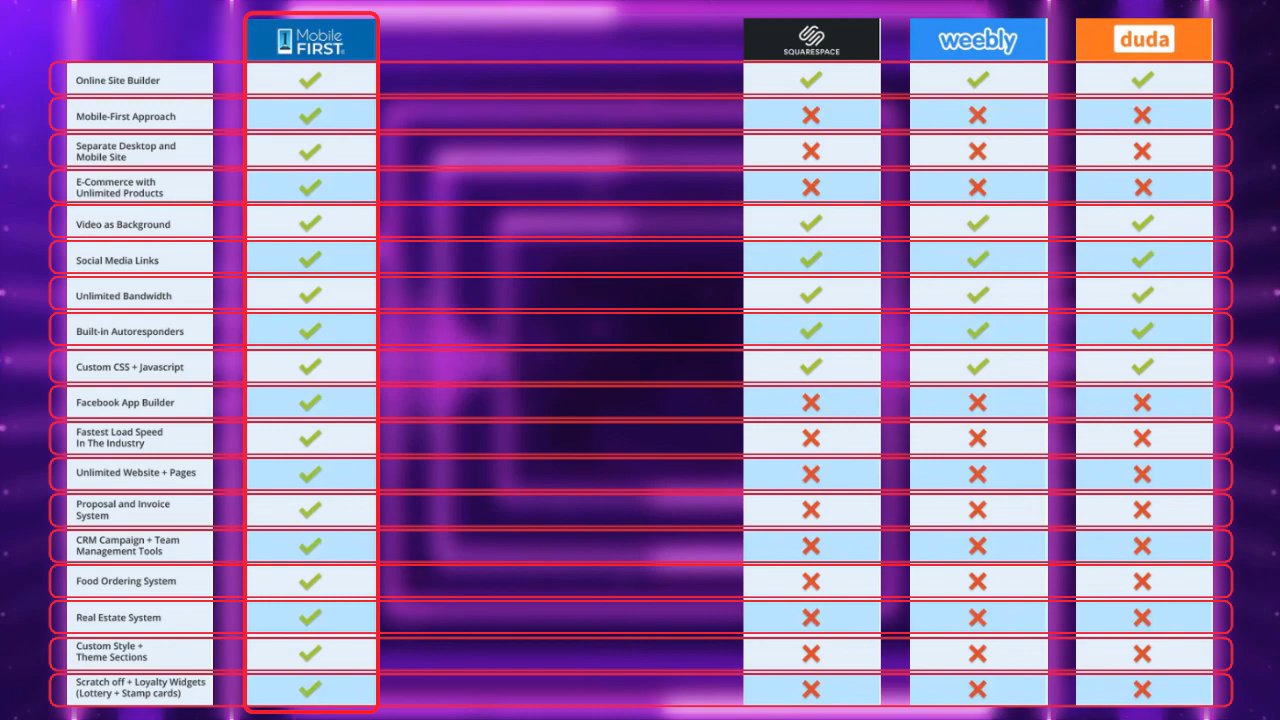 Mobile
FIRST
SQUARESPACE
weebly
duda
Online Site Builder
Mobile-First Approach
Separate Desktop and
Mobile Site
E-Commerce with
Unlimited Products
Video as Background
Social Media Links
Unlimited Bandwidth
Built-in Autoresponders
Custom CSS + Javascript
Facebook App Builder
Fastest Load Speed
In The Industry
Unlimited Website + Pages
Proposal and Invoice
System
CRM Campaign + Team
Management Tools
Food Ordering System
Real Estate System
Custom Style +
Theme Sections
Scratch off + Loyalty Widgets
(Lottery + Stamp cards)